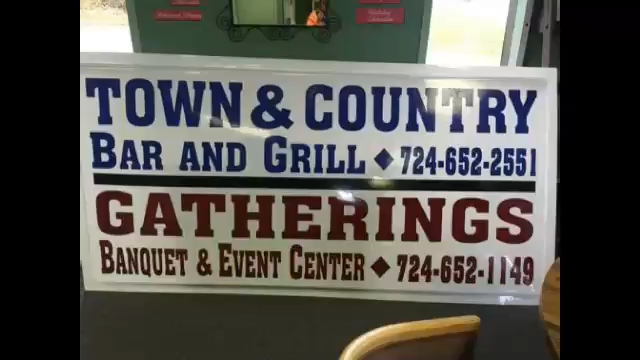 TOWN & COUNTRY
BAR AND GRILL ◆ 724-652-2551
GATHERINGS
BANQUET & EVENT CENTER ◆ 724-652-1149